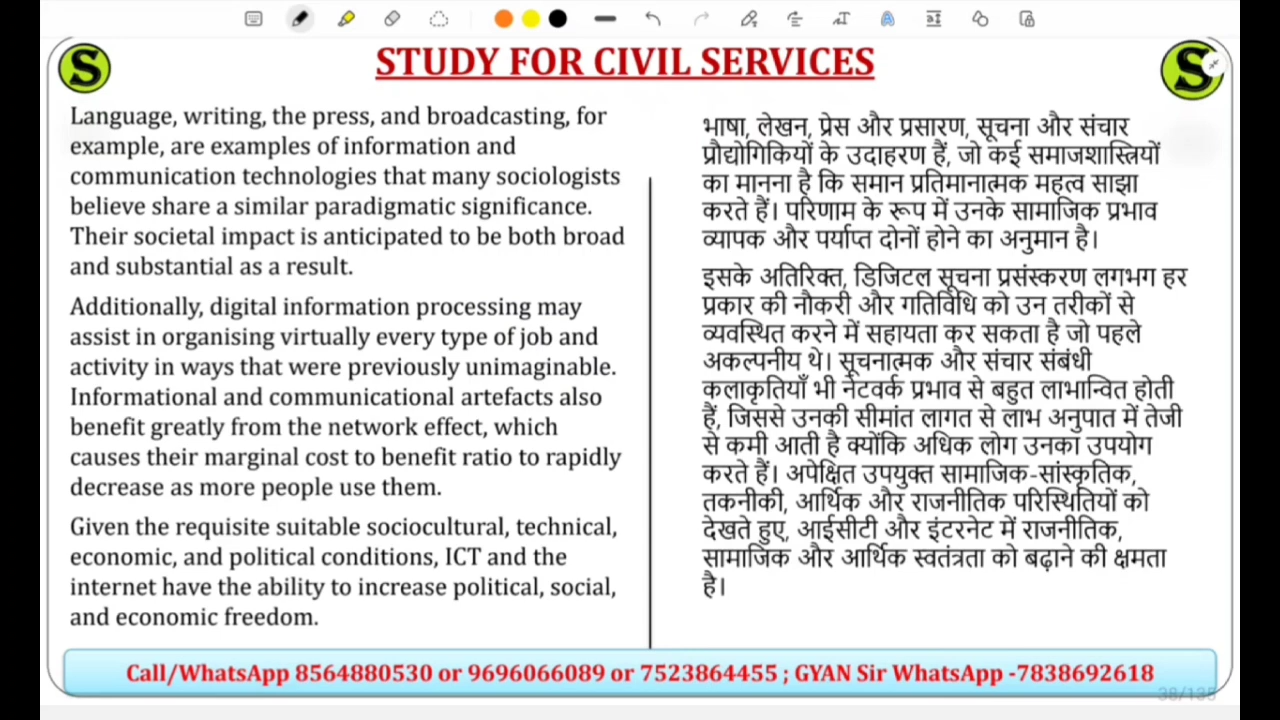 STUDY FOR CIVIL SERVICES
S
S
Language, writing, the press, and broadcasting, for
example, are examples of information and
communication technologies that many sociologists
believe share a similar paradigmatic significance.
Their societal impact is anticipated to be both broad
and substantial as a result.
Additionally, digital information processing may
assist in organising virtually every type of job and
activity in ways that were previously unimaginable.
Informational and communicational artefacts also
benefit greatly from the network effect, which
causes their marginal cost to benefit ratio to rapidly
decrease as more people use them.
Given the requisite suitable sociocultural, technical,
economic, and political conditions, ICT and the
internet have the ability to increase political, social,
and economic freedom.
भाषा, लेखन, प्रेस और प्रसारण, सूचना और संचार
प्रौद्योगिकियों के उदाहरण हैं, जो कई समाजशास्त्रियों
का मानना है कि समान प्रतिमानात्मक महत्व साझा
करते हैं। परिणाम के रूप में उनके सामाजिक प्रभाव
व्यापक और पर्याप्त दोनों होने का अनुमान है।
इसके अतिरिक्त, डिजिटल सूचना प्रसंस्करण लगभग हर
प्रकार की नौकरी और गतिविधि को उन तरीकों से
व्यवस्थित करने में सहायता कर सकता है जो पहले
अकल्पनीय थे। सूचनात्मक और संचार संबंधी
कलाकृतियाँ भी नेटवर्क प्रभाव से बहुत लाभान्वित होती
हैं, जिससे उनकी सीमांत लागत से लाभ अनुपात में तेजी
से कमी आती है क्योंकि अधिक लोग उनका उपयोग
करते हैं। अपेक्षित उपयुक्त सामाजिक-सांस्कृतिक,
तकनीकी, आर्थिक और राजनीतिक परिस्थितियों को
देखते हुए, आईसीटी और इंटरनेट में राजनीतिक,
सामाजिक और आर्थिक स्वतंत्रता को बढ़ाने की क्षमता
है।
Call/WhatsApp 8564880530 or 9696066089 or 7523864455 ; GYAN Sir WhatsApp -7838692618
38/135